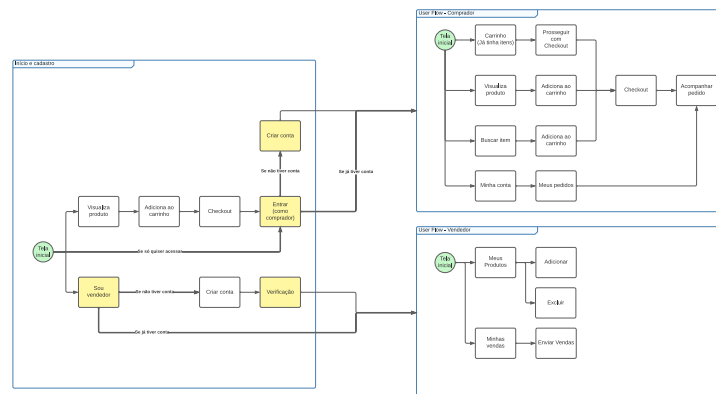 User Flow - Comprador
Tela
inicial
Carrinho
(Já tinha itens)
Prosseguir
com
Checkout
Visualiza
produto
Adiciona ao
carrinho
Checkout
Acompanhar
pedido
Buscar item
Adiciona ao
carrinho
Minha conta
Meus pedidos
Início e cadastro
Criar conta
Se não tiver conta
Se já tiver conta
Visualiza
produto
Adiciona ao
carrinho
Checkout
Entrar
(como
comprador)
Tela
inicial
Se só quiser acessar
Sou
vendedor
Se não tiver conta
Criar conta
Verificação
Se já tiver conta
User Flow - Vendedor
Tela
inicial
Meus
Produtos
Adicionar
Excluir
Minhas
vendas
Enviar Vendas